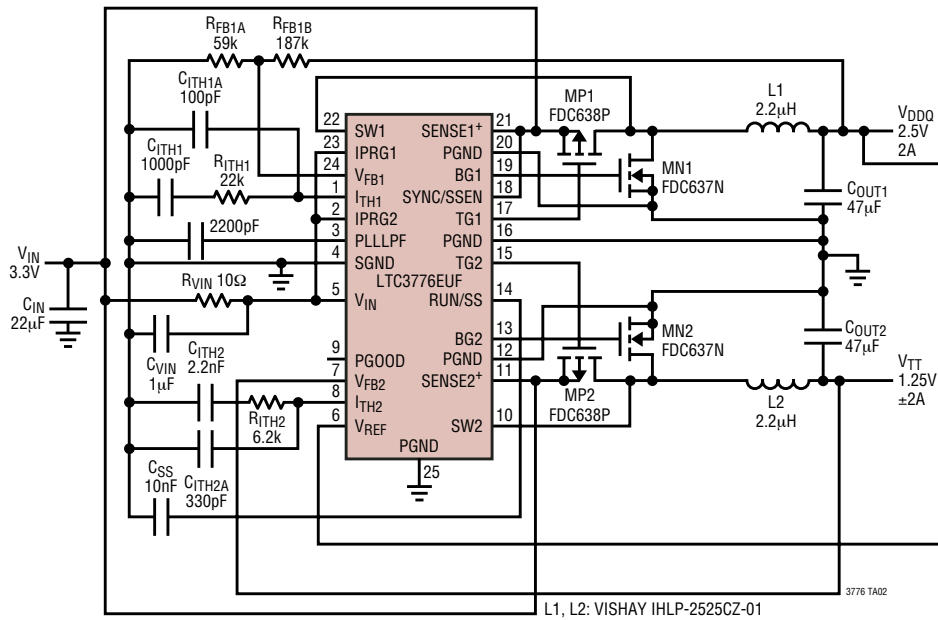 RFB1A
59k
RFB1B
187k
CITH1A
100pF
CITH1
1000pF
RITH1
22k
2200pF
VIN
3.3V
CIN
22µF
RVIN 10Ω
CVIN
1µF
CITH2
2.2nF
RITH2
6.2k
CITH2A
330pF
CSS
10nF
22 SW1
23 IPRG1
24 VFB1
1 ITH1
2 IPRG2
3 PLLLPF
4 SGND
LTC3776EUF
5 VIN
9 PGOOD
7 VFB2
8 ITH2
6 VREF
PGND
25
SENSE1+ 21
PGND 20
BG1 19
SYNC/SSEN 18
TG1 17
PGND 16
TG2 15
RUN/SS 14
BG2 13
PGND 12
SENSE2+ 11
SW2 10
MP1
FDC638P
MN1
FDC637N
L1
2.2µH
VDDQ
2.5V
2A
COUT1
47µF
MN2
FDC637N
MP2
FDC638P
COUT2
47µF
VTT
1.25V
±2A
L2
2.2µH
3776 TA02
L1, L2: VISHAY IHLP-2525CZ-01